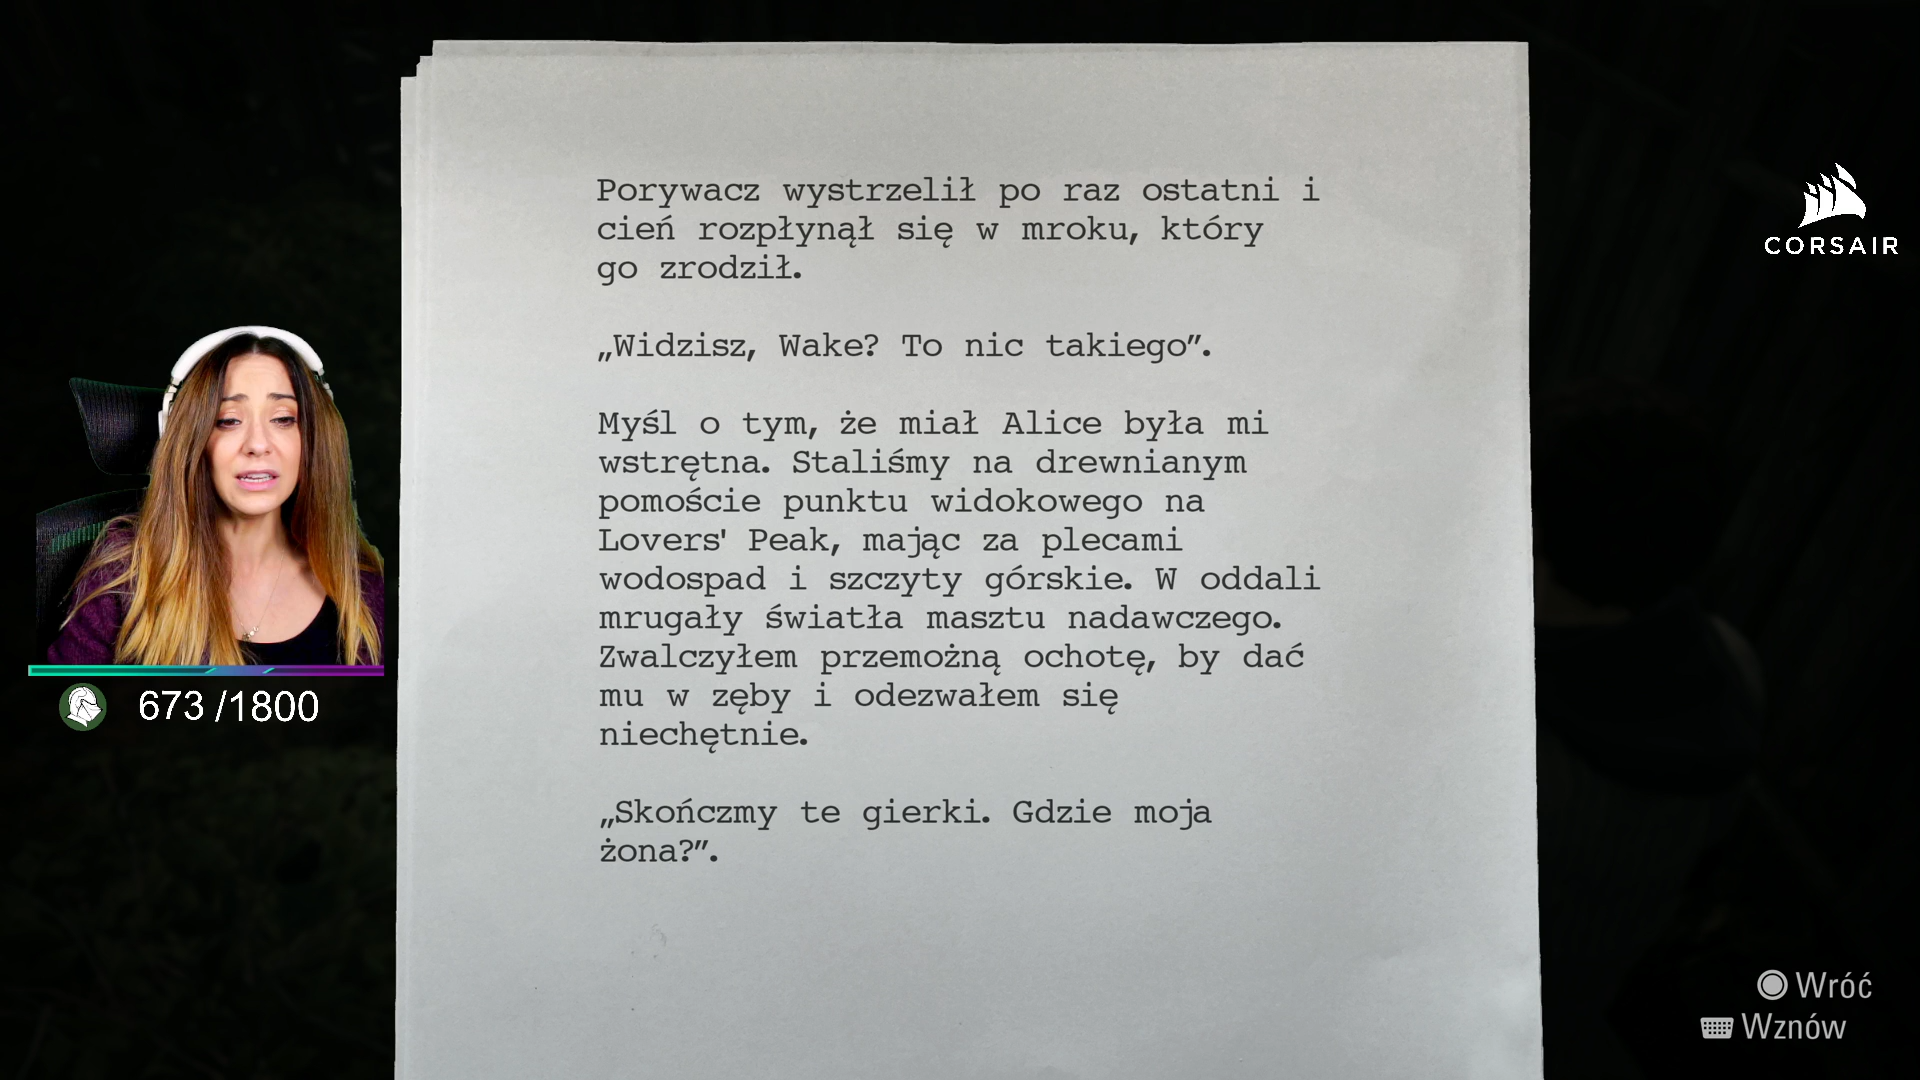 Porywacz wystrzelił po raz ostatni i
cień rozpłynął się w mroku, który
go zrodził.
„Widzisz, Wake? To nic takiego”.
Myśl o tym, że miał Alice była mi
wstrętna. Staliśmy na drewnianym
pomoście punktu widokowego na
Lovers' Peak, mając za plecami
wodospad i szczyty górskie. W oddali
mrugały światła masztu nadawczego.
Zwalczyłem przemożną ochotę, by dać
mu w zęby i odezwałem się
niechętnie.
„Skończmy te gierki. Gdzie moja
żona?”.
CORSAIR
673 /1800
Wróć
Wznów